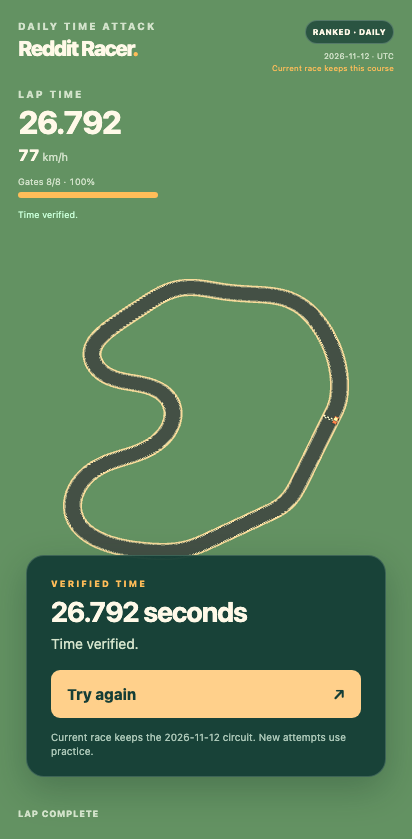 DAILY TIME ATTACK
Reddit Racer.
RANKED · DAILY
2026-11-12 · UTC
Current race keeps this course
LAP TIME
26.792
77 km/h
Gates 8/8 · 100%
Time verified.
VERIFIED TIME
26.792 seconds
Time verified.
Try again ↗
Current race keeps the 2026-11-12 circuit. New attempts use
practice.
LAP COMPLETE